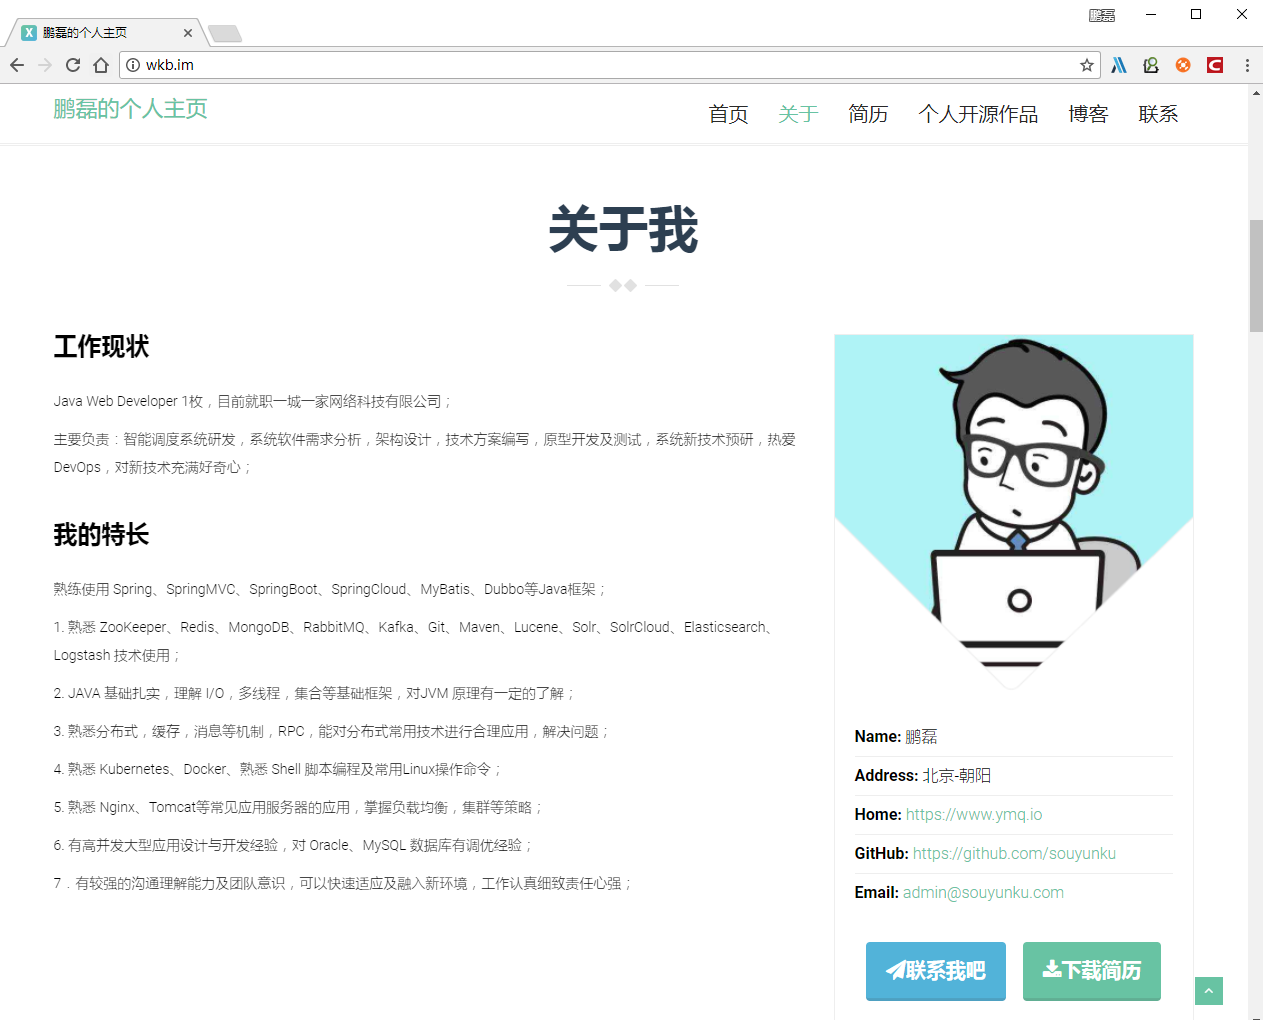 鹏磊
鹏磊的个人主页
wkb.im
鹏磊的个人主页
首页 关于 简历 个人开源作品 博客 联系
关于我
工作现状
Java Web Developer 1枚，目前就职一城一家网络科技有限公司；
主要负责：智能调度系统研发，系统软件需求分析，架构设计，技术方案编写，原型开发及测试，系统新技术预研，热爱
DevOps，对新技术充满好奇心；
我的特长
熟练使用 Spring、SpringMVC、SpringBoot、SpringCloud、MyBatis、Dubbo等Java框架；
1. 熟悉 ZooKeeper、Redis、MongoDB、RabbitMQ、Kafka、Git、Maven、Lucene、Solr、SolrCloud、Elasticsearch、
Logstash 技术使用；
2. JAVA 基础扎实，理解 I/O，多线程，集合等基础框架，对JVM 原理有一定的了解；
3. 熟悉分布式，缓存，消息等机制，RPC，能对分布式常用技术进行合理应用，解决问题；
4. 熟悉 Kubernetes、Docker、熟悉 Shell 脚本编程及常用Linux操作命令；
5. 熟悉 Nginx、Tomcat等常见应用服务器的应用，掌握负载均衡，集群等策略；
6. 有高并发大型应用设计与开发经验，对 Oracle、MySQL 数据库有调优经验；
7．有较强的沟通理解能力及团队意识，可以快速适应及融入新环境，工作认真细致责任心强；
Name: 鹏磊
Address: 北京-朝阳
Home: https://www.ymq.io
GitHub: https://github.com/souyunku
Email: admin@souyunku.com
联系我吧 下载简历